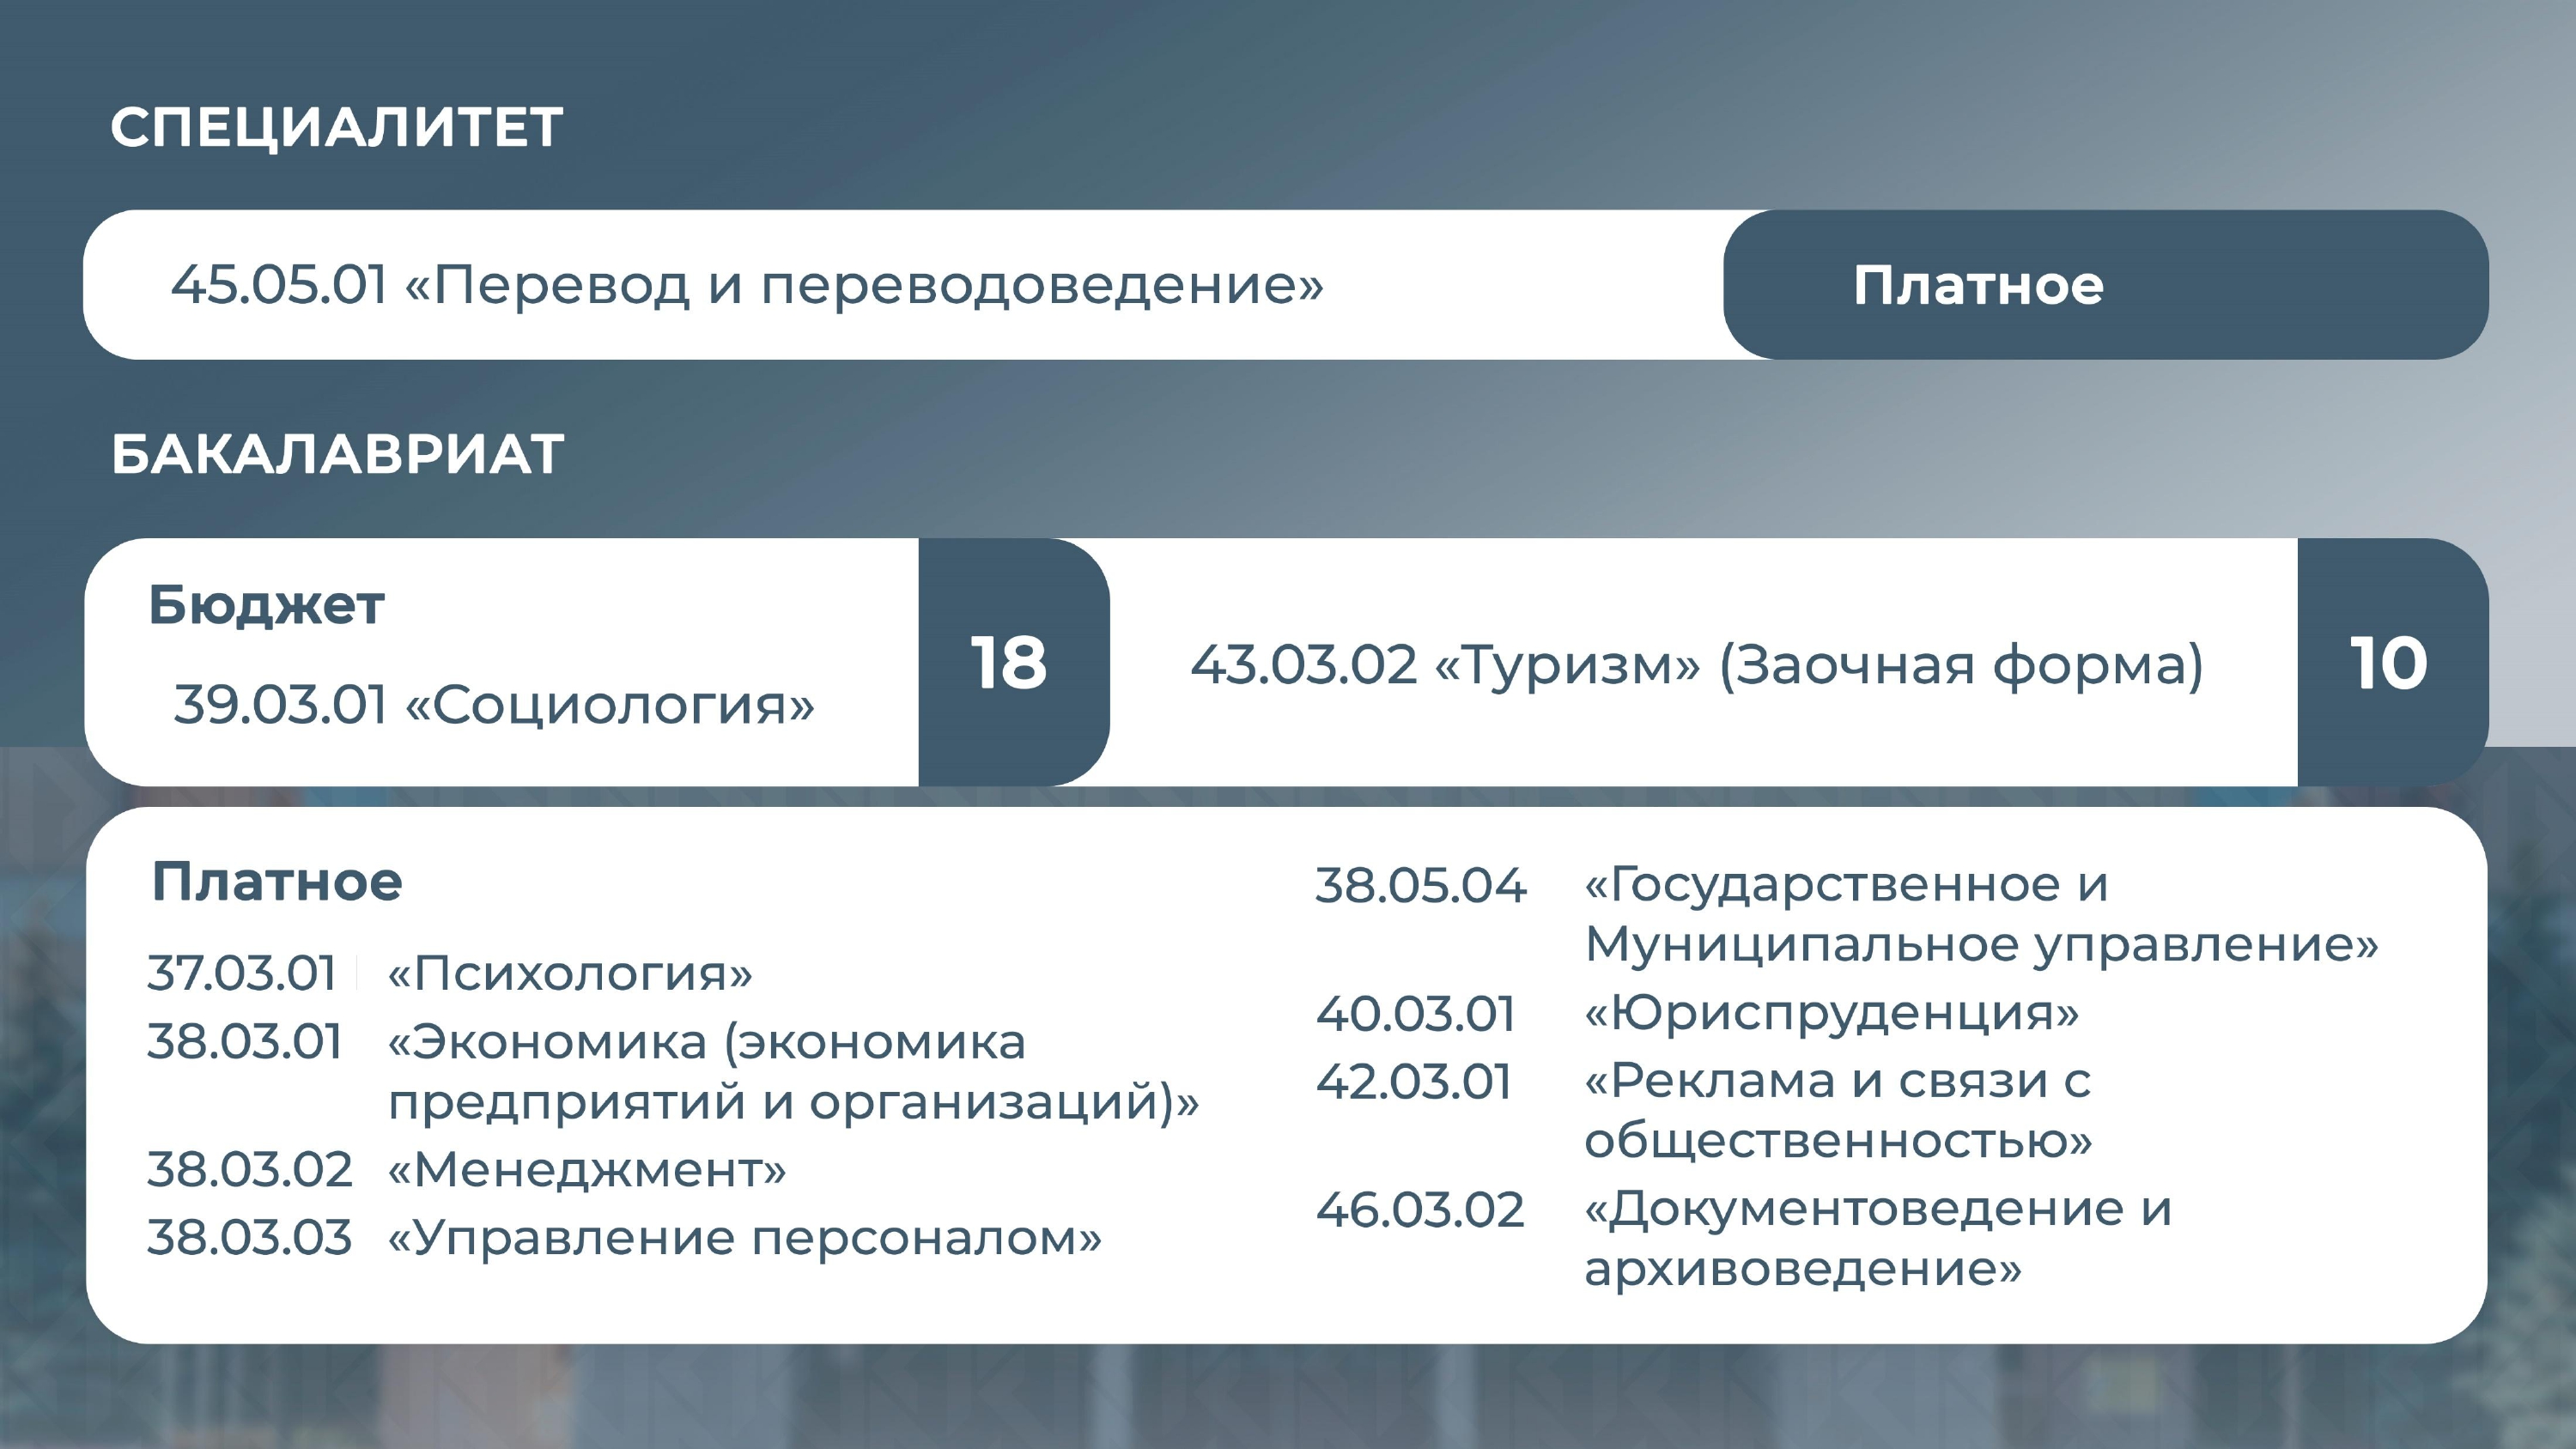 СПЕЦИАЛИТЕТ
45.05.01 «Перевод и переводоведение»
Платное
БАКАЛАВРИАТ
Бюджет
39.03.01 «Социология»
18
43.03.02 «Туризм» (Заочная форма)
10
Платное
37.03.01 «Психология»
38.03.01 «Экономика (экономика
предприятий и организаций)»
38.03.02 «Менеджмент»
38.03.03 «Управление персоналом»
38.05.04 «Государственное и
Муниципальное управление»
40.03.01 «Юриспруденция»
42.03.01 «Реклама и связи с
общественностью»
46.03.02 «Документоведение и
архивоведение»